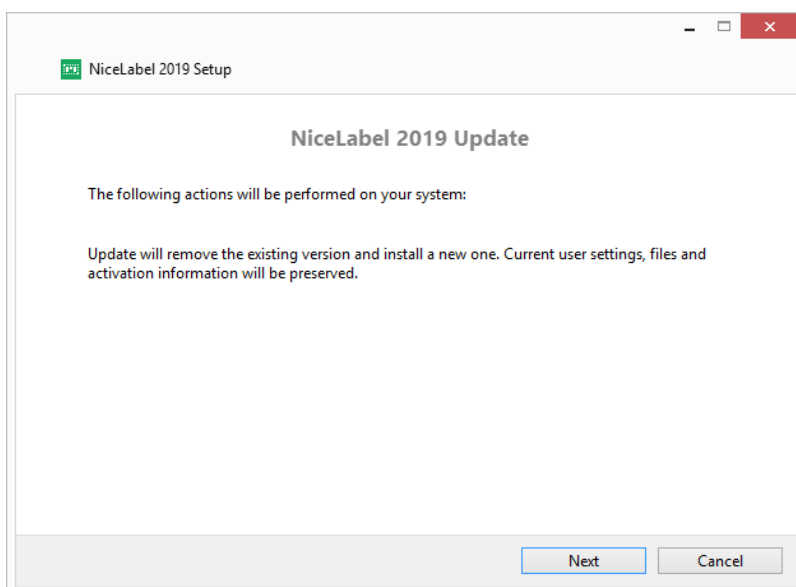 NiceLabel 2019 Setup
NiceLabel 2019 Update
The following actions will be performed on your system:
Update will remove the existing version and install a new one. Current user settings, files and
activation information will be preserved.
Next
Cancel